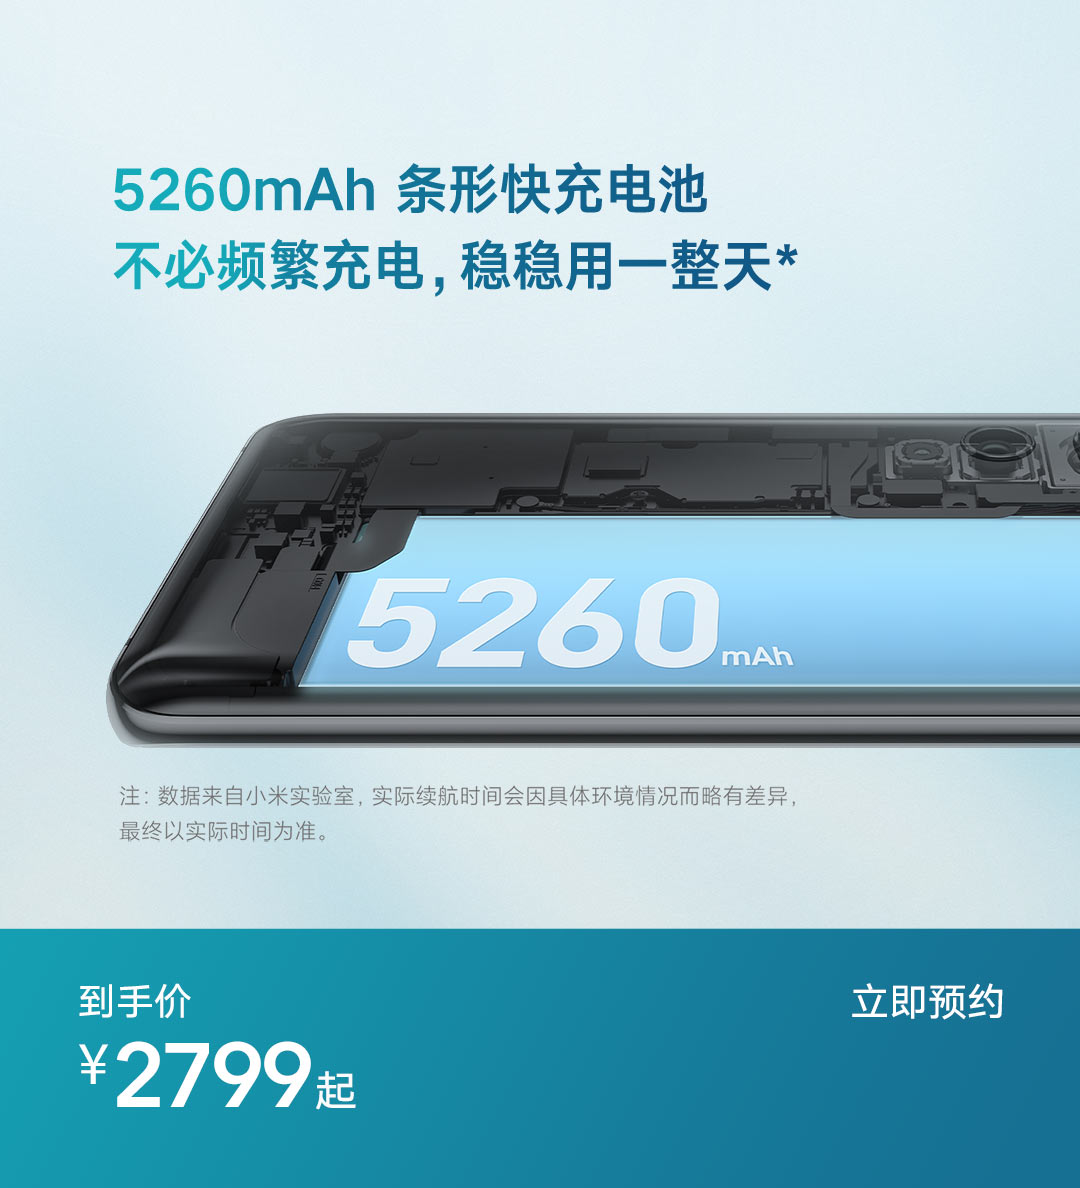 5260mAh 条形快充电池
不必频繁充电，稳稳用一整天*
5260mAh
注：数据来自小米实验室，实际续航时间会因具体环境情况而略有差异，
最终以实际时间为准。
到手价
立即预约
¥2799起